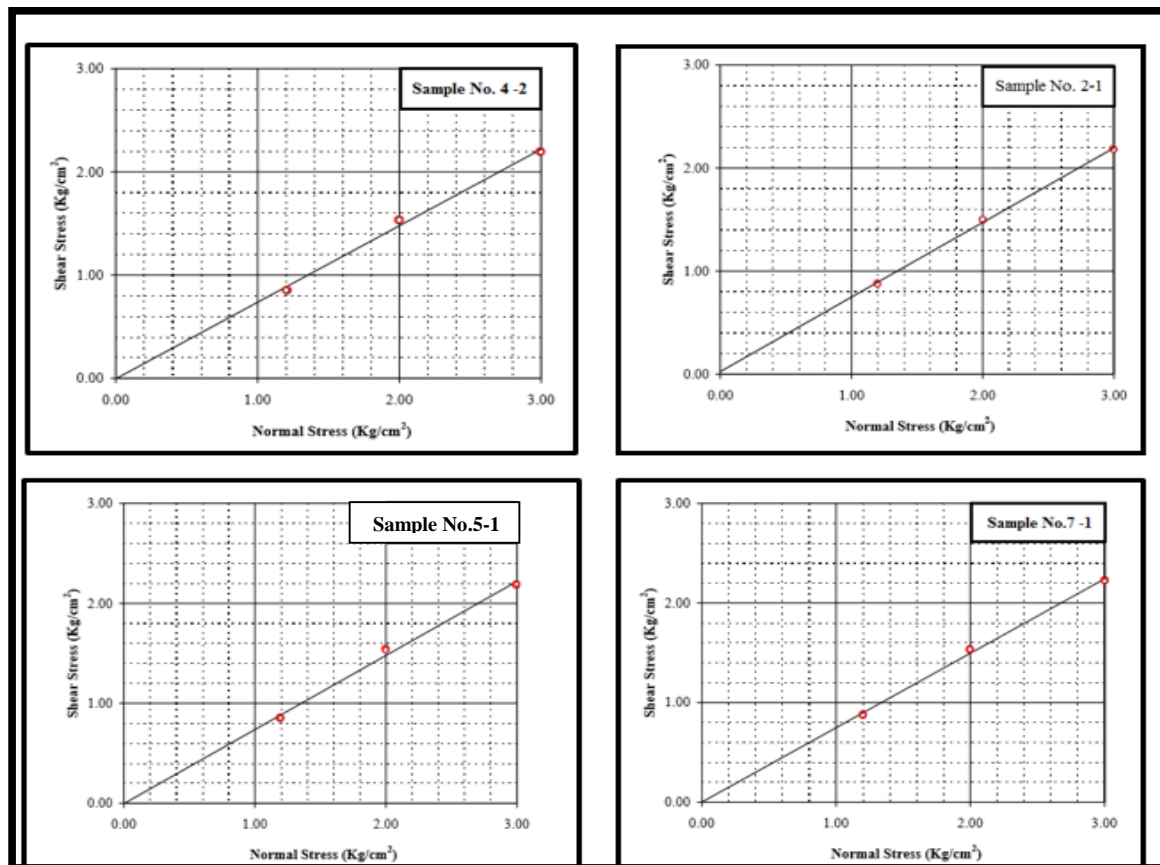 3.00
Sample No. 4 -2
2.00
1.00
0.00
0.00 1.00 2.00 3.00
Shear Stress (Kg/cm²)
Normal Stress (Kg/cm²)
3.00
Sample No. 2-1
2.00
1.00
0.00
0.00 1.00 2.00 3.00
Shear Stress (Kg/cm²)
Normal Stress (Kg/cm²)
3.00
Sample No.5-1
2.00
1.00
0.00
0.00 1.00 2.00 3.00
Shear Stress (Kg/cm²)
Normal Stress (Kg/cm²)
3.00
Sample No.7 -1
2.00
1.00
0.00
0.00 1.00 2.00 3.00
Shear Stress (Kg/cm²)
Normal Stress (Kg/cm²)